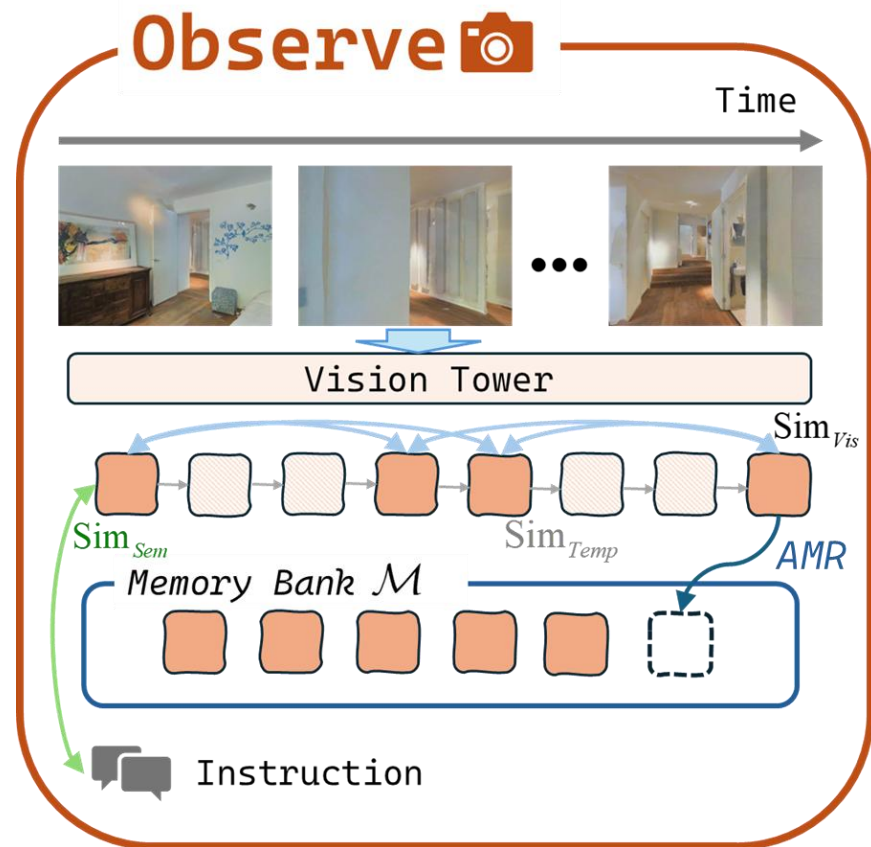 Observe
Time
Vision Tower
Sim_Vis
Sim_Sem
Sim_Temp
AMR
Memory Bank ℳ
Instruction